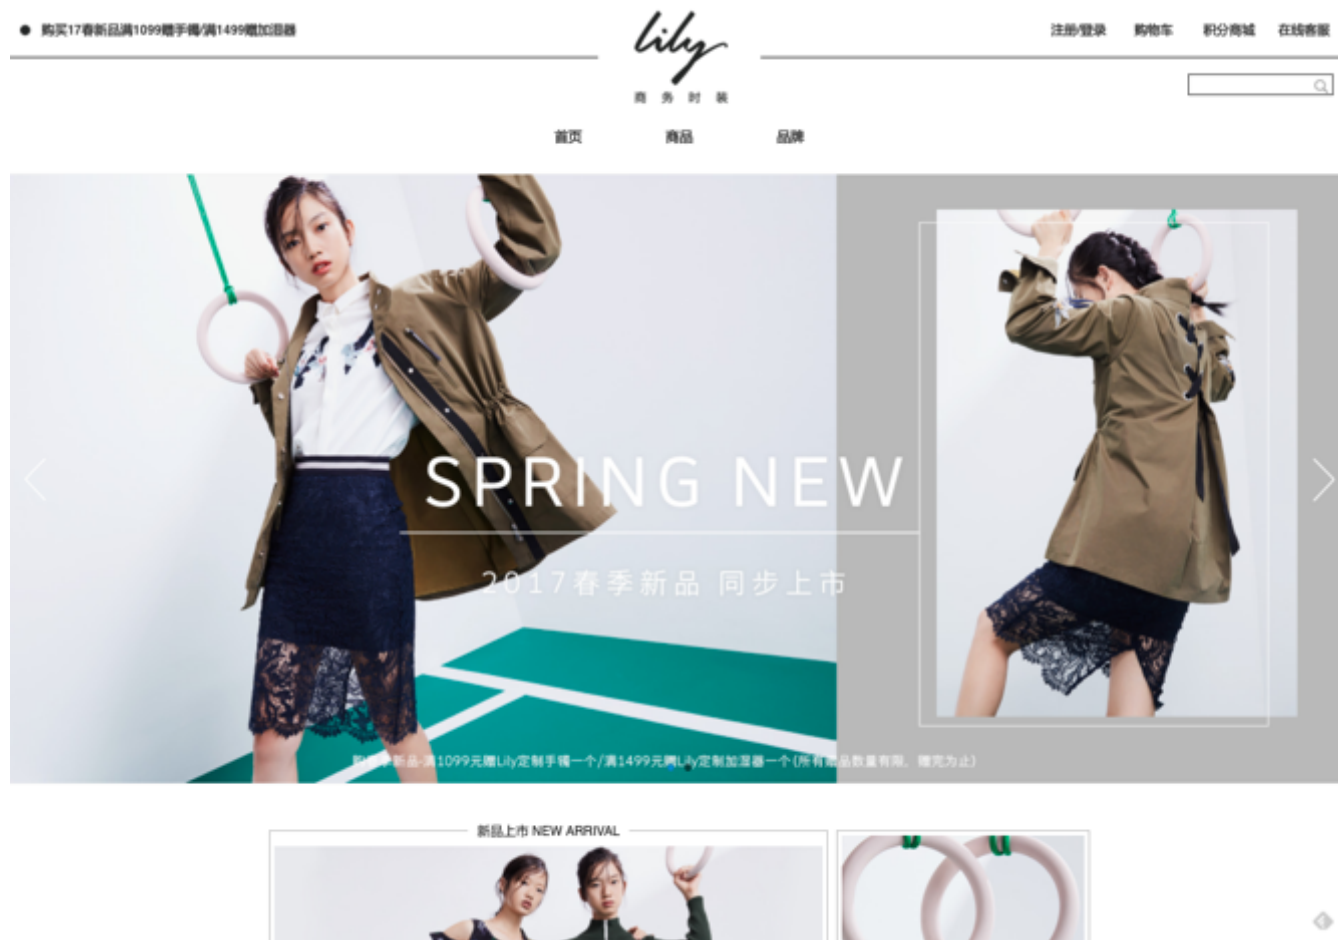 购买17春新品满1099赠手镯/满1499赠加湿器
注册/登录 购物车 积分商城 在线客服
lily
商务时装
首页 商品 品牌
SPRING NEW
2017春季新品 同步上市
新品满1099元赠Lily定制手镯一个/满1499元赠Lily定制加湿器一个(所有赠品数量有限，赠完为止)
新品上市 NEW ARRIVAL